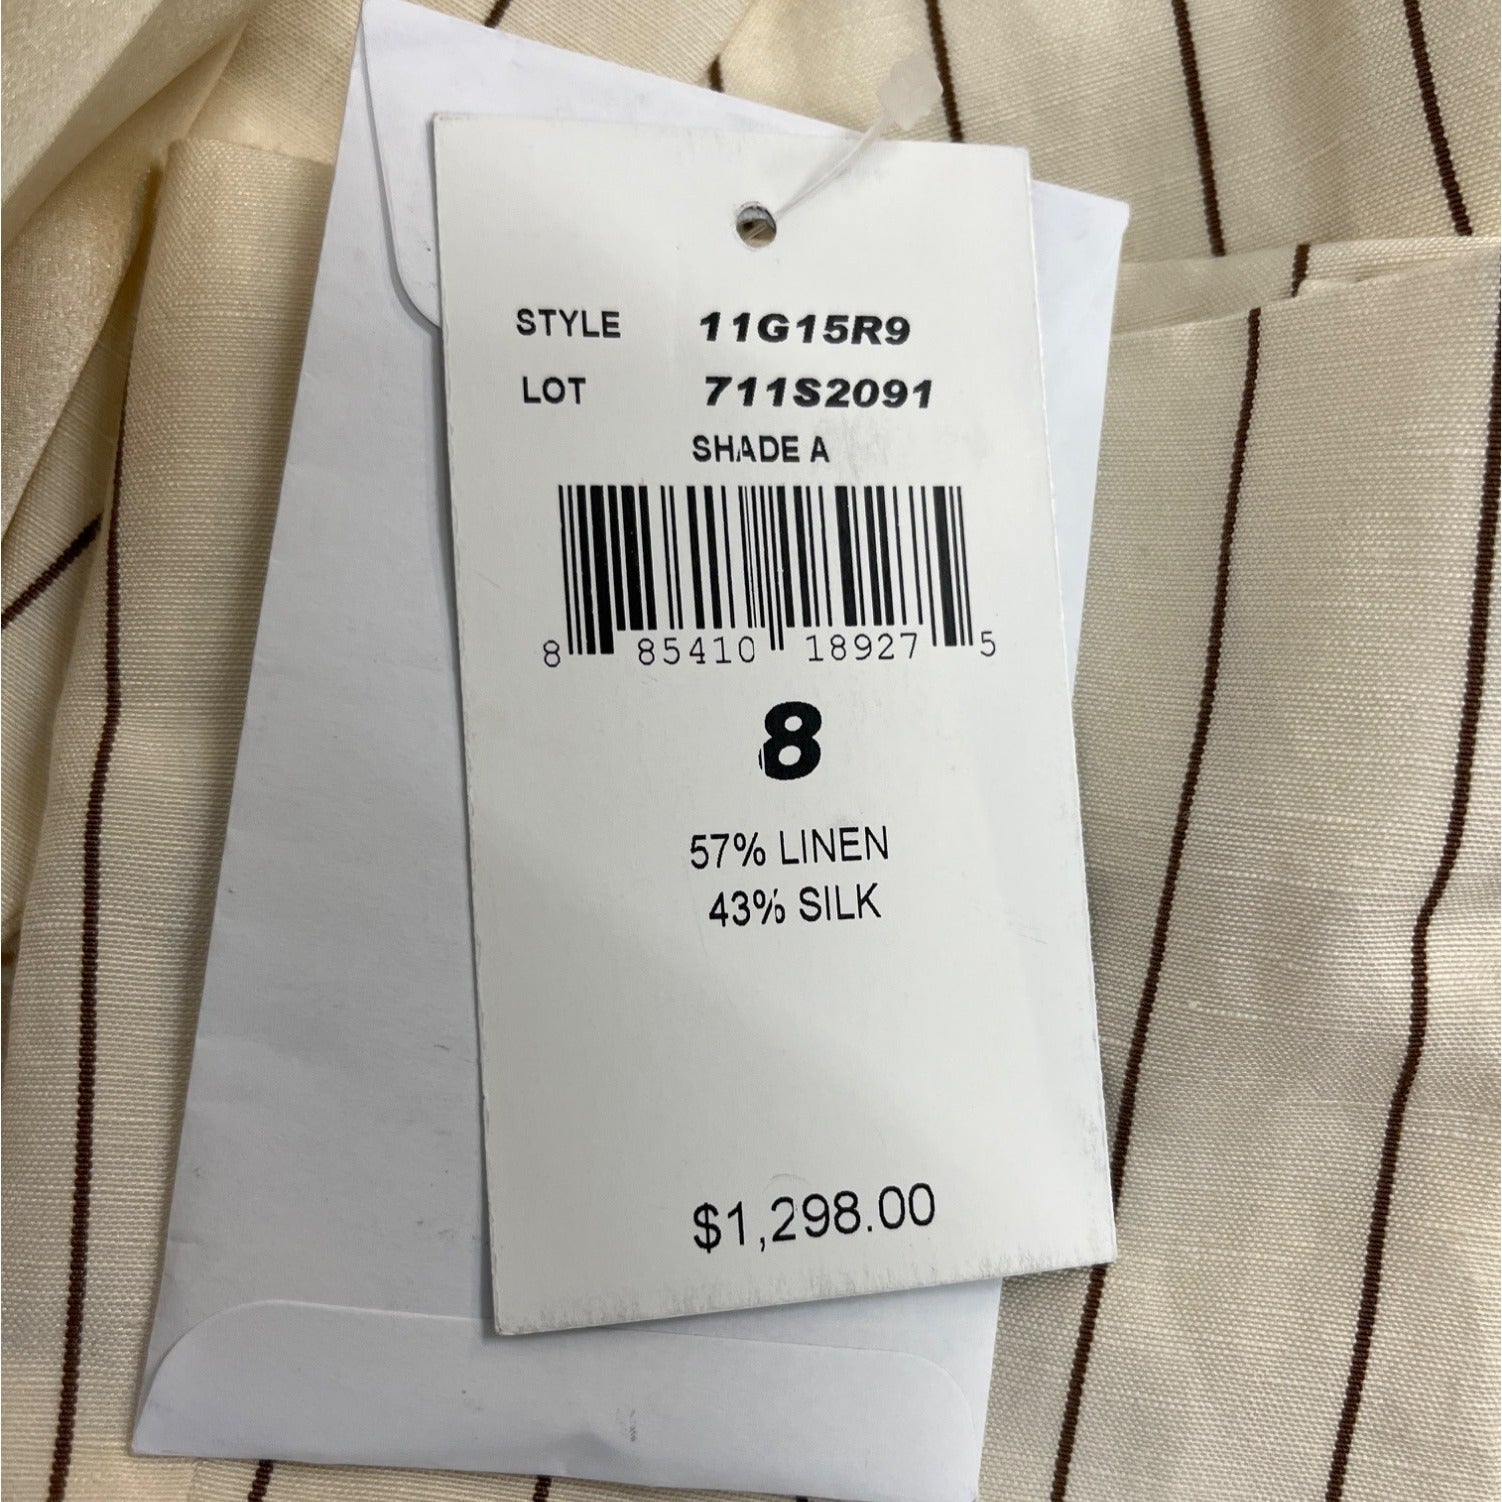 STYLE 11G15R9
LOT 711S2091
SHADE A
8 85410 18927 5
8
57% LINEN
43% SILK
$1,298.00